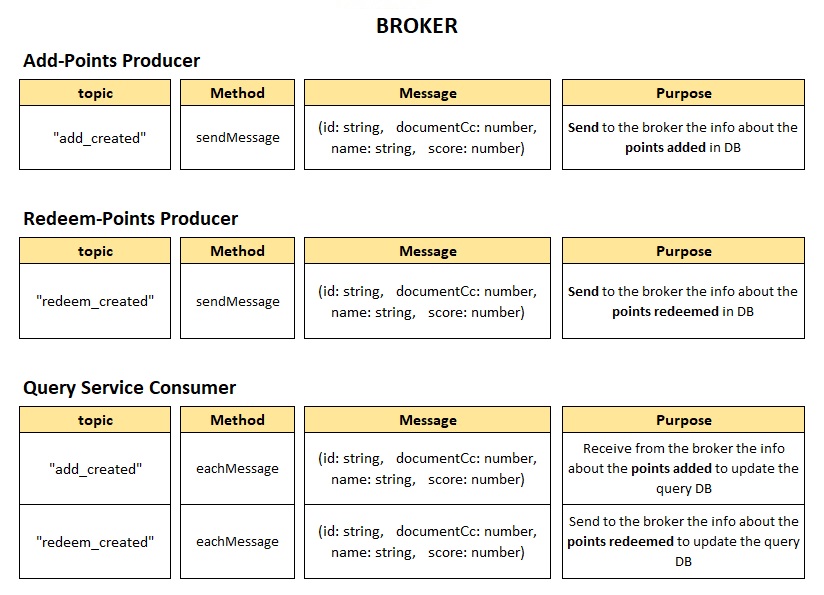 BROKER
Add-Points Producer
topic Method Message Purpose
"add_created"
sendMessage
(id: string, documentCc: number,
name: string, score: number)
Send to the broker the info about the
points added in DB
Redeem-Points Producer
topic Method Message Purpose
"redeem_created"
sendMessage
(id: string, documentCc: number,
name: string, score: number)
Send to the broker the info about the
points redeemed in DB
Query Service Consumer
topic Method Message Purpose
"add_created"
eachMessage
(id: string, documentCc: number,
name: string, score: number)
Receive from the broker the info
about the points added to update the
query DB
"redeem_created"
eachMessage
(id: string, documentCc: number,
name: string, score: number)
Send to the broker the info about the
points redeemed to update the query
DB